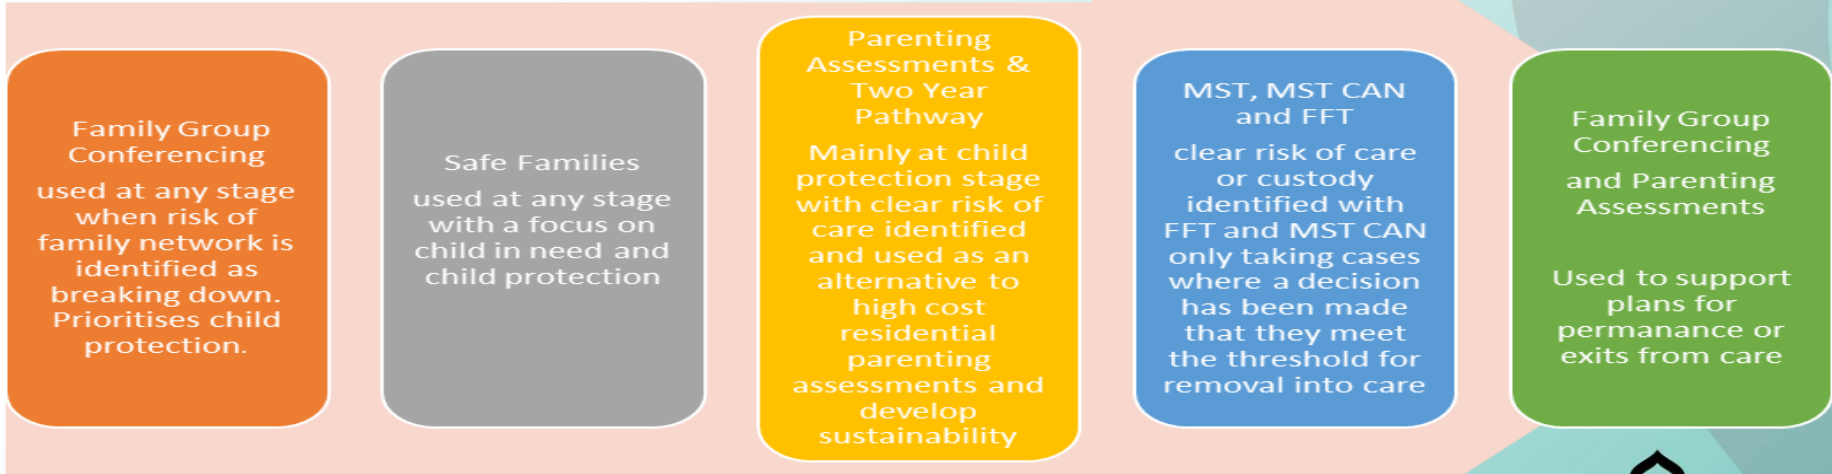 Family Group
Conferencing
used at any stage
when risk of
family network is
identified as
breaking down.
Prioritises child
protection.
Safe Families
used at any stage
with a focus on
child in need and
child protection
Parenting
Assessments &
Two Year
Pathway
Mainly at child
protection stage
with clear risk of
care identified
and used as an
alternative to
high cost
residential
parenting
assessments and
develop
sustainability
MST, MST CAN
and FFT
clear risk of care
or custody
identified with
FFT and MST CAN
only taking cases
where a decision
has been made
that they meet
the threshold for
removal into care
Family Group
Conferencing
and Parenting
Assessments
Used to support
plans for
permanance or
exits from care